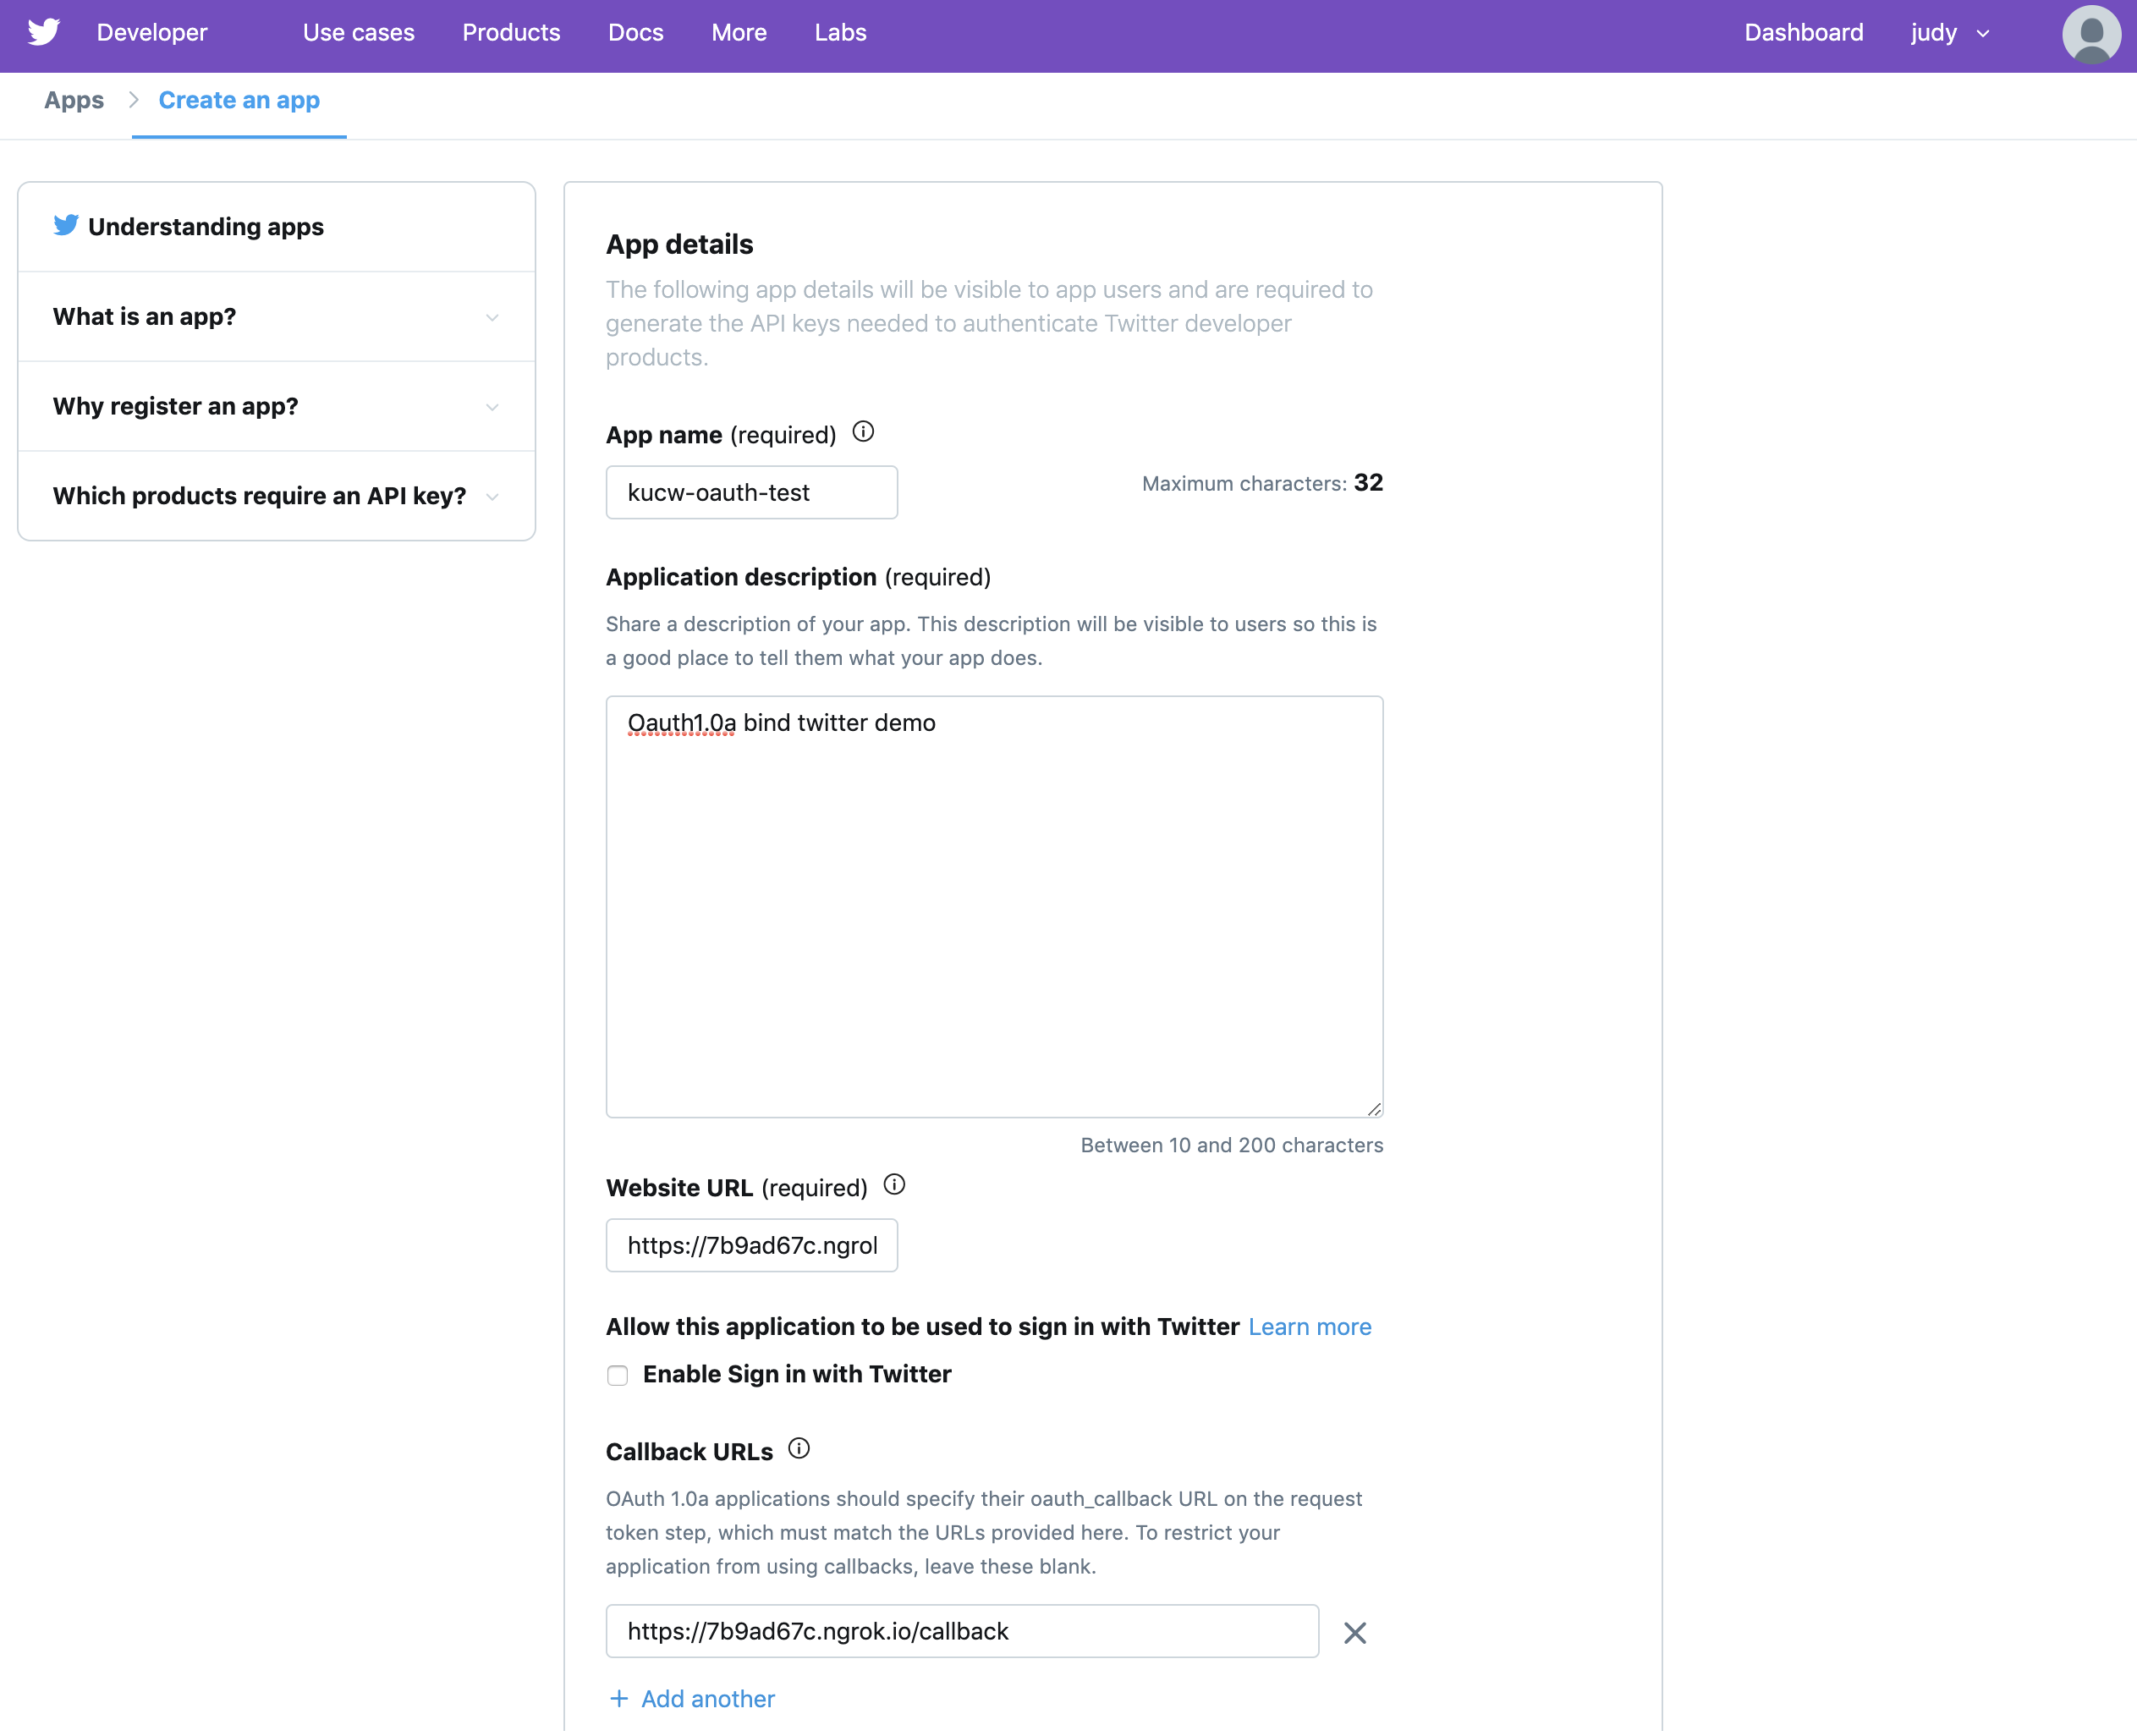 Developer Use cases Products Docs More Labs Dashboard judy
Apps Create an app
Understanding apps
What is an app?
Why register an app?
Which products require an API key?
App details
The following app details will be visible to app users and are required to
generate the API keys needed to authenticate Twitter developer
products.
App name (required)
kucw-oauth-test
Maximum characters: 32
Application description (required)
Share a description of your app. This description will be visible to users so this is
a good place to tell them what your app does.
Oauth1.0a bind twitter demo
Between 10 and 200 characters
Website URL (required)
https://7b9ad67c.ngrol
Allow this application to be used to sign in with Twitter Learn more
Enable Sign in with Twitter
Callback URLs
OAuth 1.0a applications should specify their oauth_callback URL on the request
token step, which must match the URLs provided here. To restrict your
application from using callbacks, leave these blank.
https://7b9ad67c.ngrok.io/callback
+ Add another